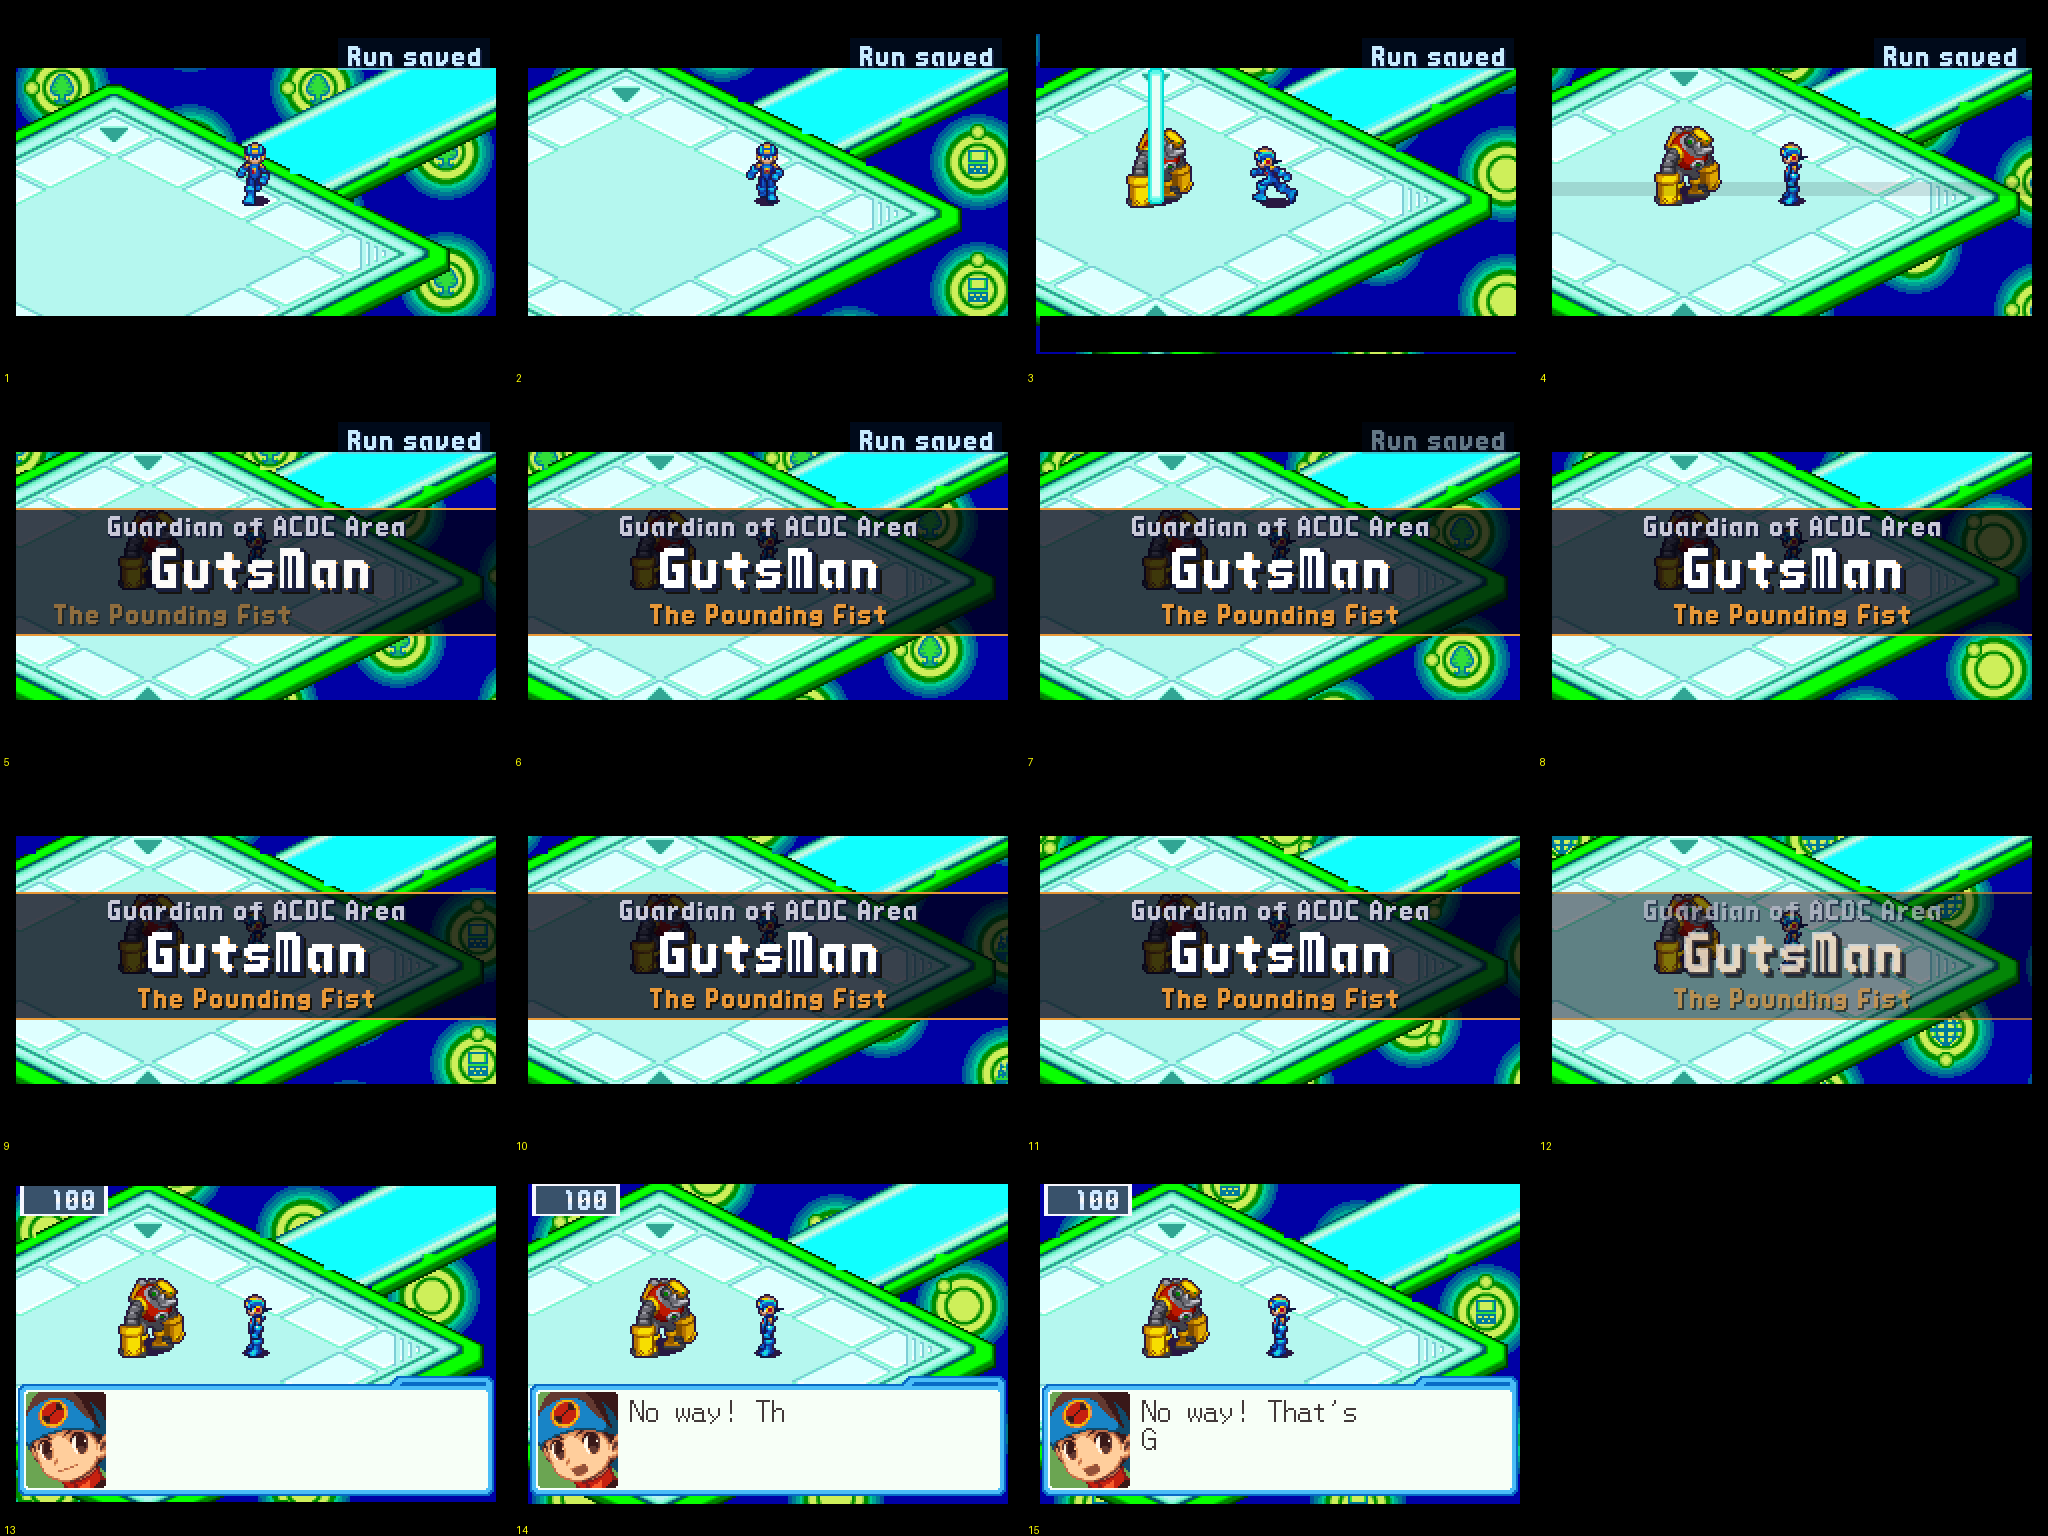 Run saved
Run saved
Run saved
Run saved
1
2
3
4
Run saved
Guardian of ACDC Area
GutsMan
The Pounding Fist
Run saved
Guardian of ACDC Area
GutsMan
The Pounding Fist
Run saved
Guardian of ACDC Area
GutsMan
The Pounding Fist
Guardian of ACDC Area
GutsMan
The Pounding Fist
5
6
7
8
Guardian of ACDC Area
GutsMan
The Pounding Fist
Guardian of ACDC Area
GutsMan
The Pounding Fist
Guardian of ACDC Area
GutsMan
The Pounding Fist
Guardian of ACDC Area
GutsMan
The Pounding Fist
9
10
11
12
100
100
No way! Th
100
No way! That's
G
13
14
15